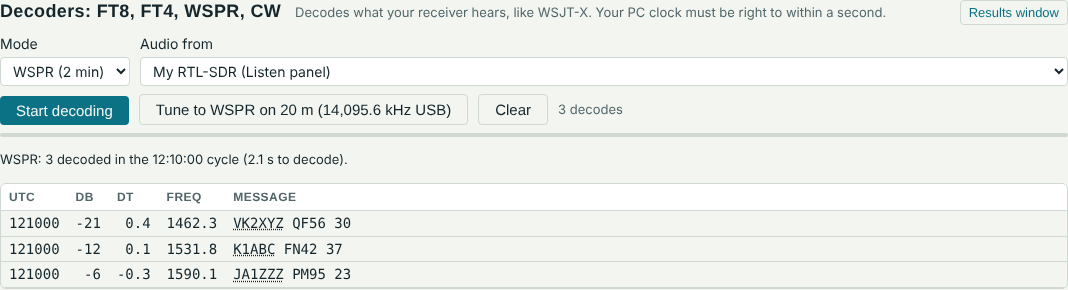 Decoders: FT8, FT4, WSPR, CW Decodes what your receiver hears, like WSJT-X. Your PC clock must be right to within a second. Results window
Mode Audio from
WSPR (2 min) My RTL-SDR (Listen panel)
Start decoding Tune to WSPR on 20 m (14,095.6 kHz USB) Clear 3 decodes
WSPR: 3 decoded in the 12:10:00 cycle (2.1 s to decode).
UTC DB DT FREQ MESSAGE
121000 -21 0.4 1462.3 VK2XYZ QF56 30
121000 -12 0.1 1531.8 K1ABC FN42 37
121000 -6 -0.3 1590.1 JA1ZZZ PM95 23